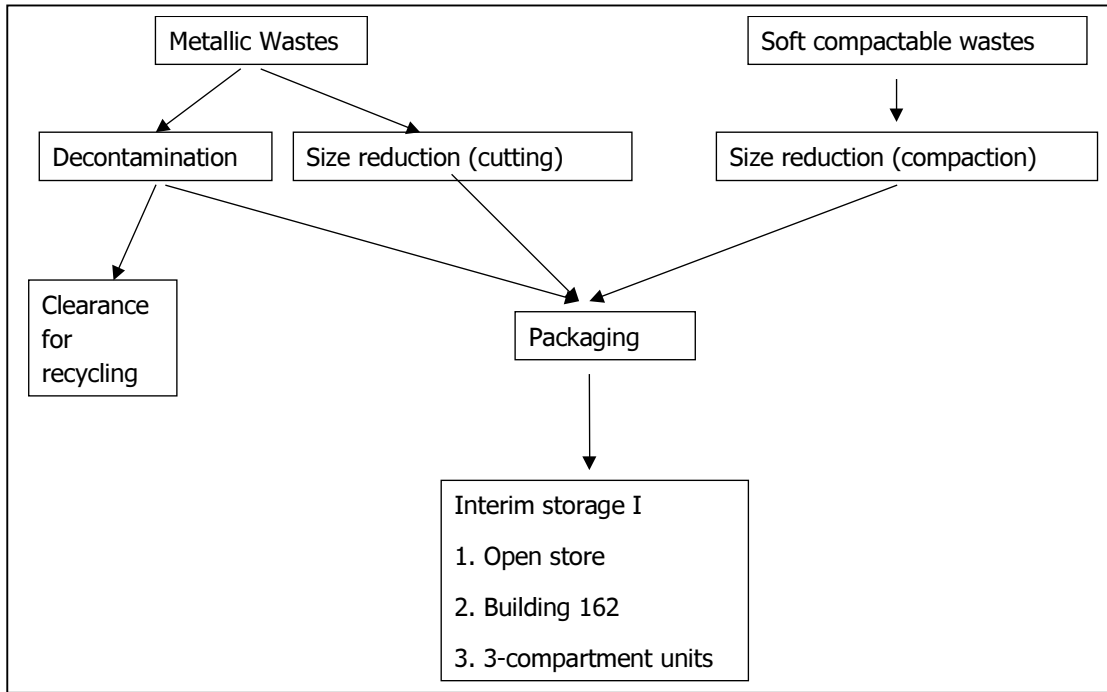 Metallic Wastes
Soft compactable wastes
Decontamination
Size reduction (cutting)
Size reduction (compaction)
Clearance
for
recycling
Packaging
Interim storage I
1. Open store
2. Building 162
3. 3-compartment units